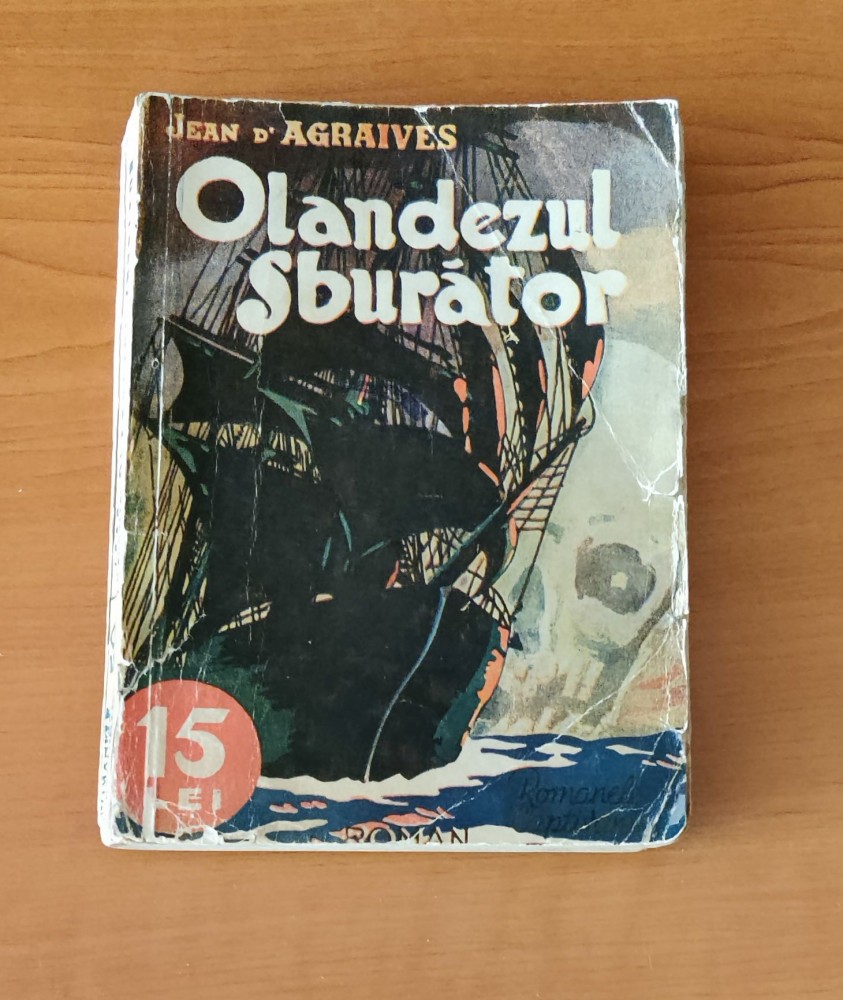 JEAN D' AGRAIVES
Olandezul
Sburător
15
LEI
ROMAN